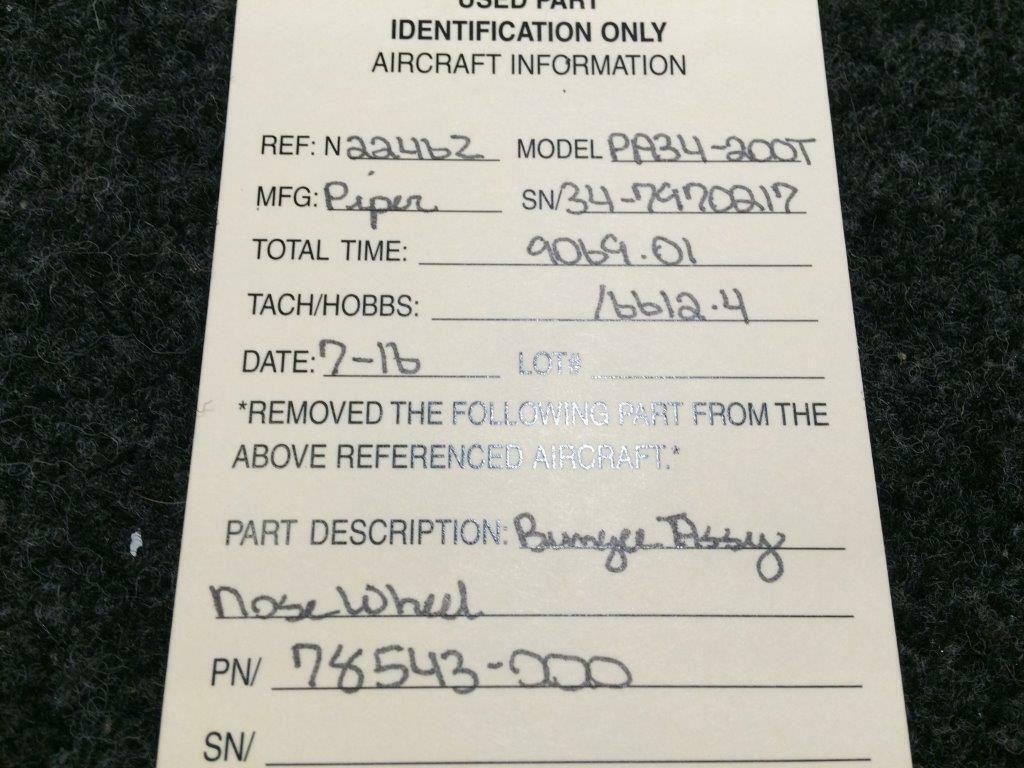 USED PART
IDENTIFICATION ONLY
AIRCRAFT INFORMATION
REF: N 2246Z MODEL PA34-200T
MFG: Piper SN/ 34-7970217
TOTAL TIME: 9069.01
TACH/HOBBS: 16612.4
DATE: 7-16 LOT#
*REMOVED THE FOLLOWING PART FROM THE
ABOVE REFERENCED AIRCRAFT.*
PART DESCRIPTION: Bungee Assy
Nose Wheel
PN/ 78543-000
SN/